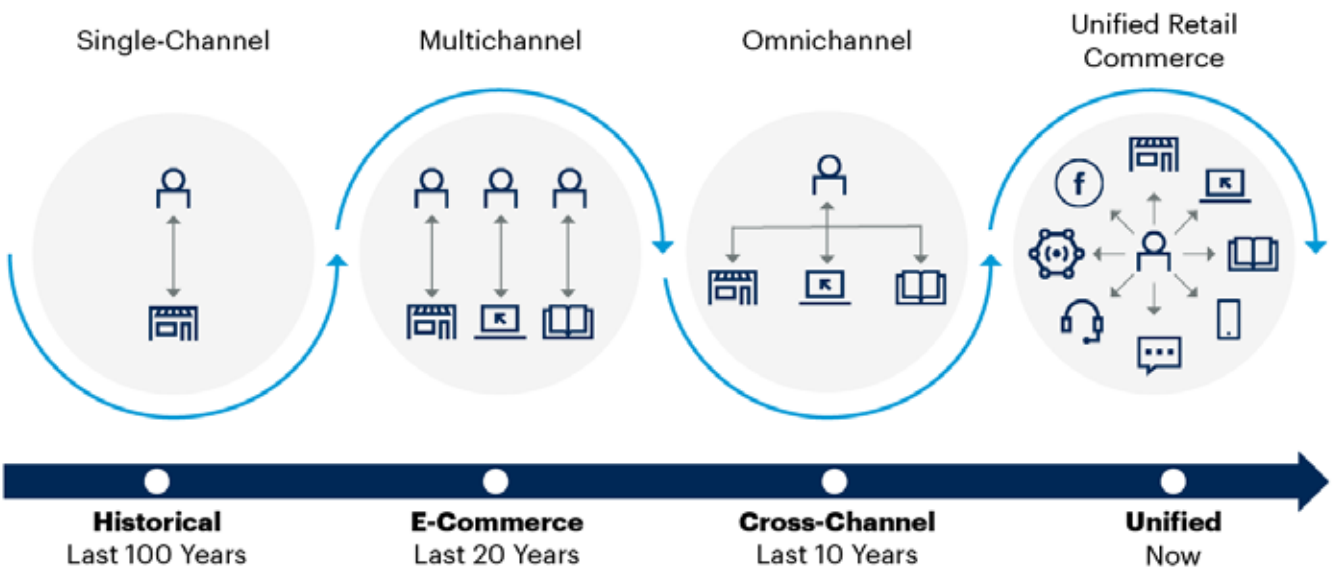 Single-Channel
Multichannel
Omnichannel
Unified Retail
Commerce
f
Historical
Last 100 Years
E-Commerce
Last 20 Years
Cross-Channel
Last 10 Years
Unified
Now